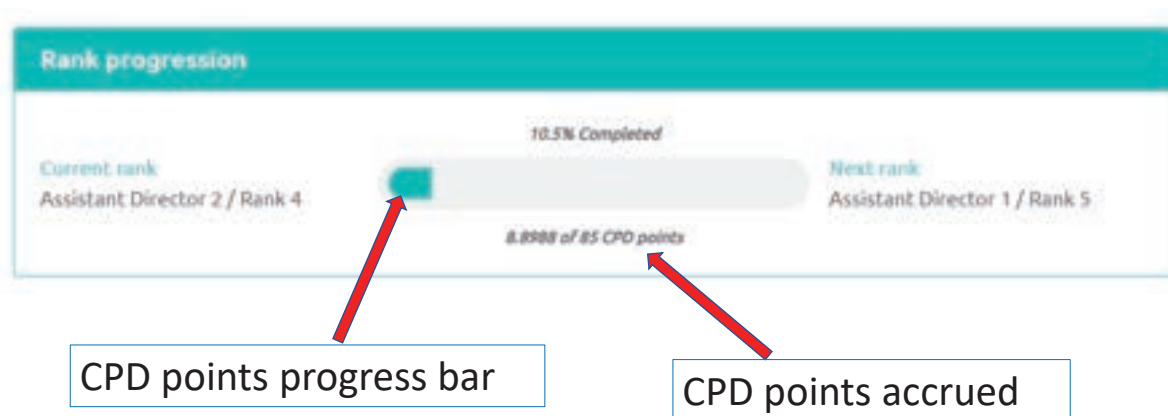 Rank progression
10.5% Completed
Current rank
Assistant Director 2 / Rank 4
Next rank
Assistant Director 1 / Rank 5
8.8988 of 85 CPD points
CPD points progress bar
CPD points accrued